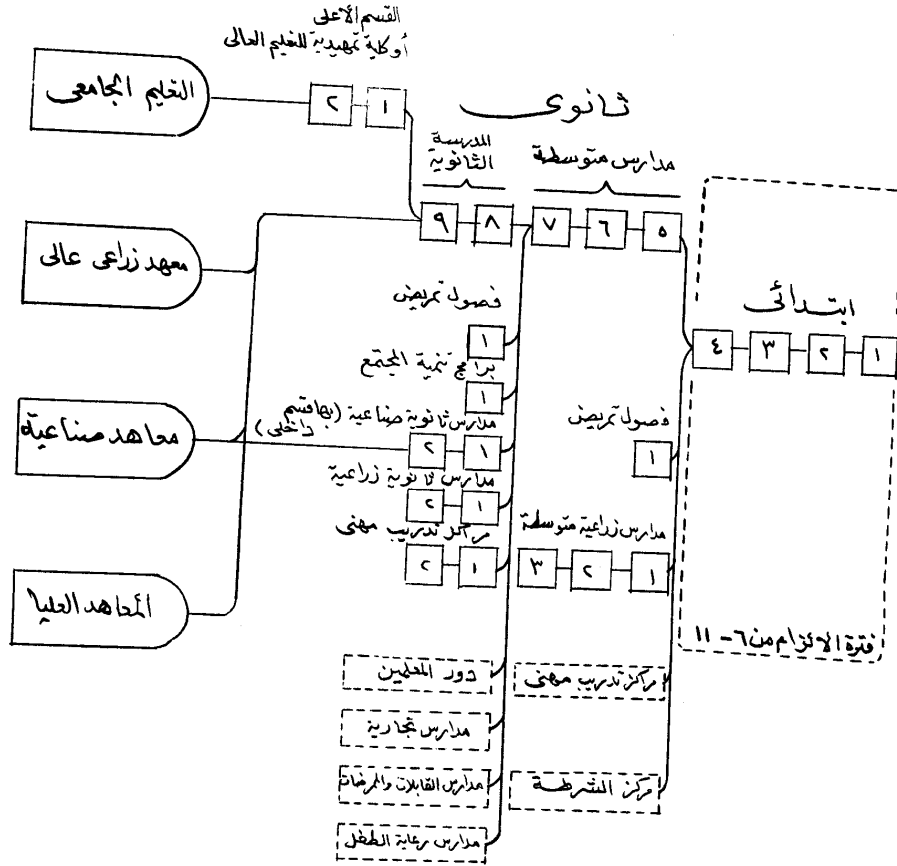 القسم الأعلى
أو كلية تمهيدية للتعليم العالى
١ ٢
التعليم الجامعى
ثانوى
مدارس متوسطة
المدرسة
الثانوية
٥ ٦ ٧ ٨ ٩
معهد زراعى عالى
ابتدائى
١ ٢ ٣ ٤
فصول تمريض
١
برامج تنمية المجتمع
١
مدارس ثانوية صناعية (بها قسم
داخلى)
١ ٢
معاهد صناعية
فصول تمريض
١
مدارس ثانوية زراعية
١ ٢
مراكز تدريب مهنى
١ ٢
مدارس زراعية متوسطة
١ ٢ ٣
المعاهد العليا
فترة الالزام من ٦ - ١١
مراكز تدريب مهنى
دور المعلمين
مدارس تجارية
مركز الشرطة
مدارس القابلات والممرضات
مدارس رعاية الطفل